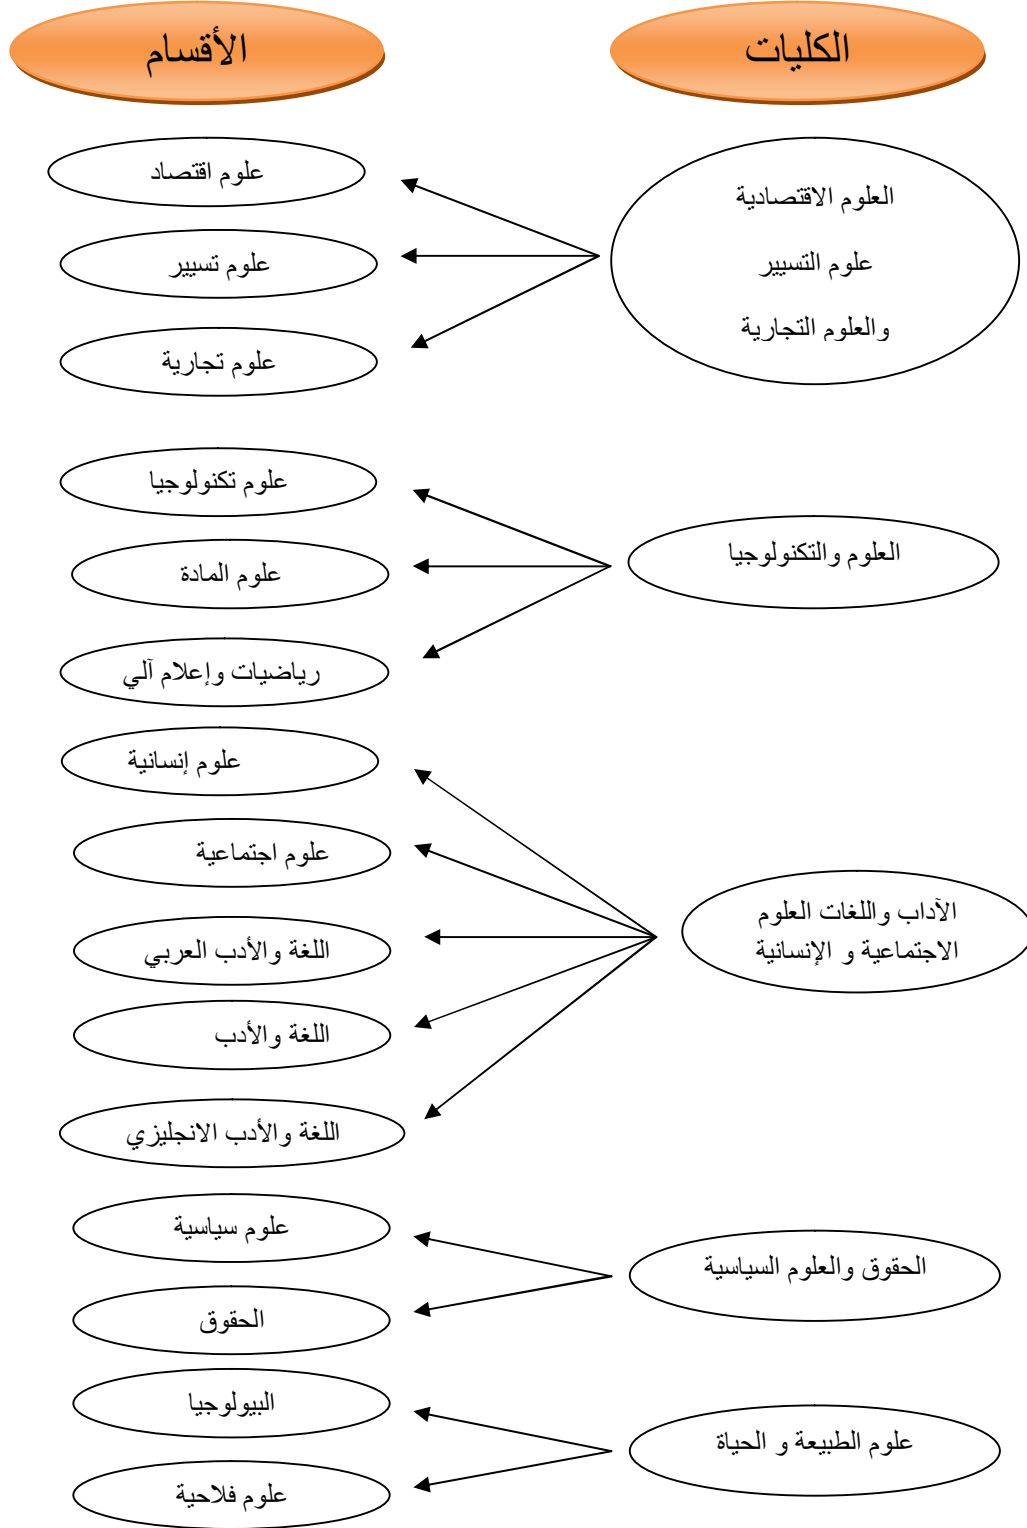 الكليات
الأقسام
العلوم الاقتصادية
علوم التسيير
والعلوم التجارية
علوم اقتصاد
علوم تسيير
علوم تجارية
العلوم والتكنولوجيا
علوم تكنولوجيا
علوم المادة
رياضيات وإعلام آلي
الآداب واللغات العلوم
الاجتماعية و الإنسانية
علوم إنسانية
علوم اجتماعية
اللغة والأدب العربي
اللغة والأدب
اللغة والأدب الانجليزي
الحقوق والعلوم السياسية
علوم سياسية
الحقوق
علوم الطبيعة و الحياة
البيولوجيا
علوم فلاحية